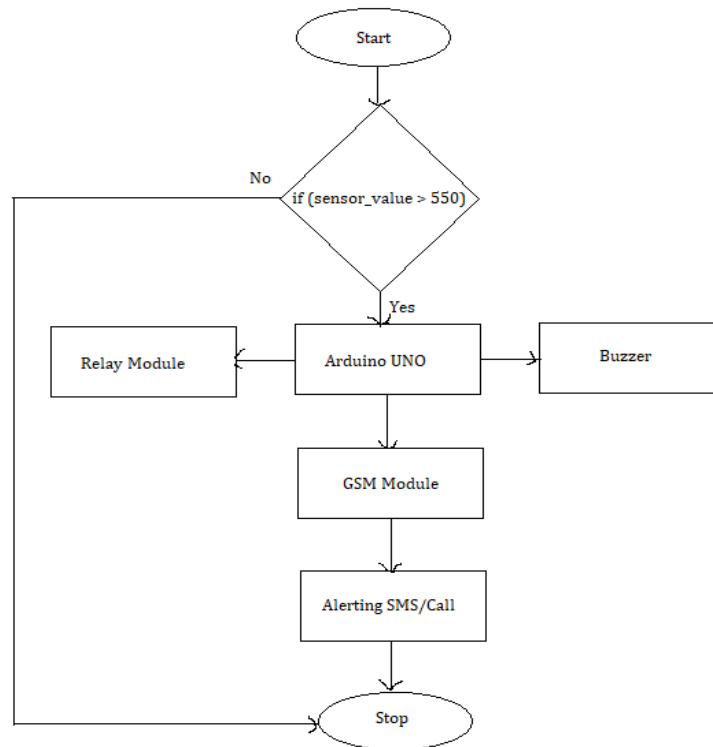 Start
No
if (sensor_value > 550)
Yes
Relay Module
Arduino UNO
Buzzer
GSM Module
Alerting SMS/Call
Stop